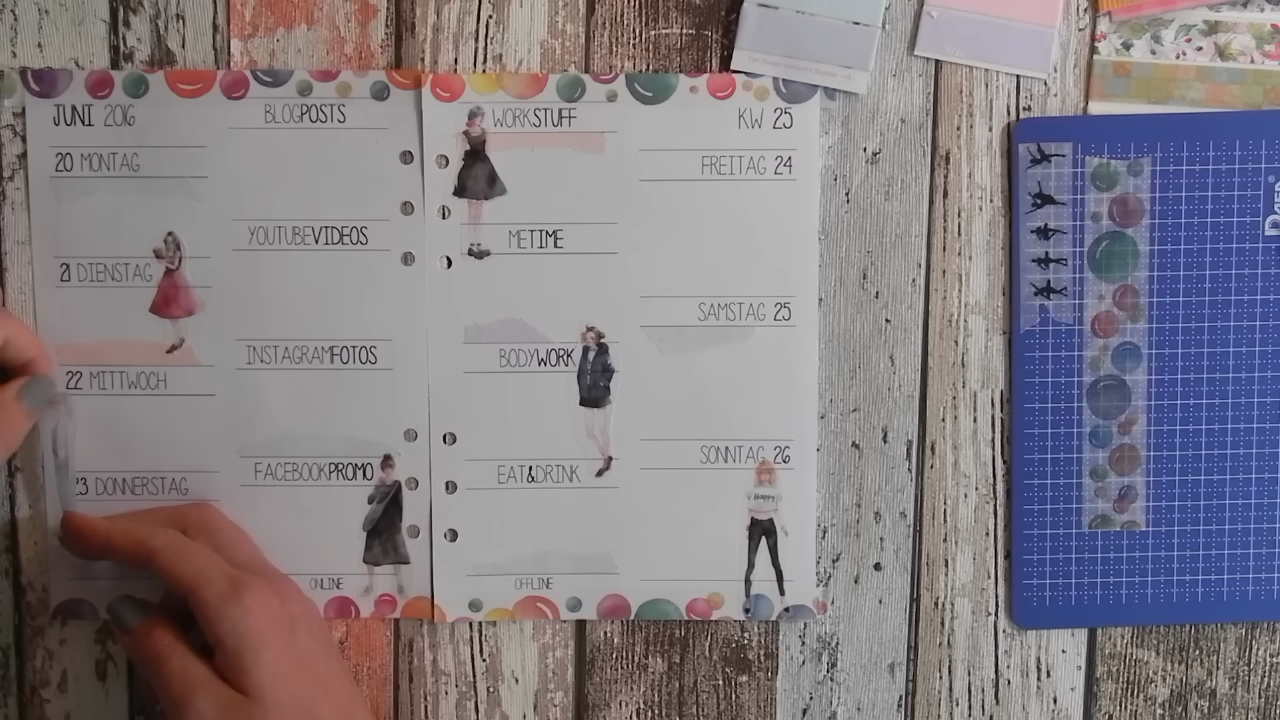 JUNI 2016
20 MONTAG
21 DIENSTAG
22 MITTWOCH
23 DONNERSTAG
BLOGPOSTS
YOUTUBEVIDEOS
INSTAGRAMFOTOS
FACEBOOKPROMO
ONLINE
WORKSTUFF
METIME
BODYWORK
EAT&DRINK
OFFLINE
KW 25
FREITAG 24
SAMSTAG 25
SONNTAG 26
Happy